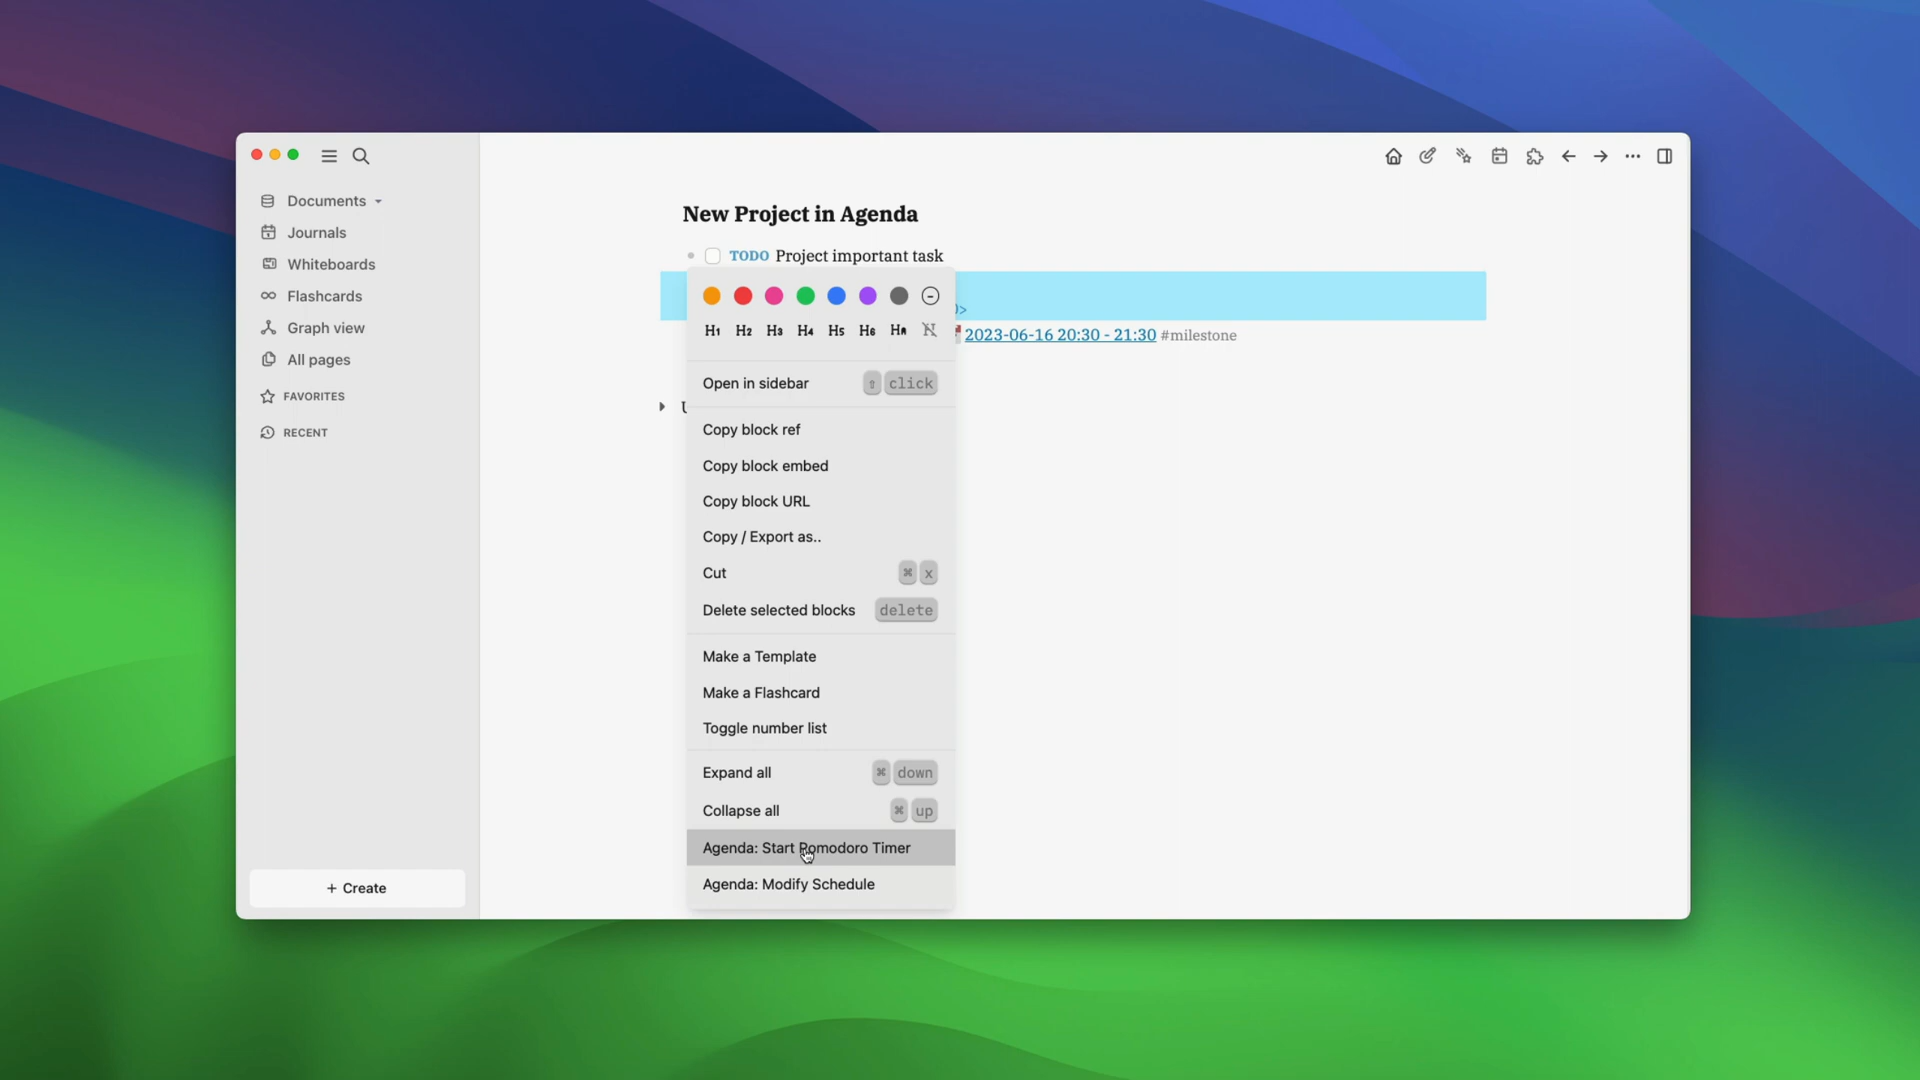 Documents
Journals
Whiteboards
Flashcards
Graph view
All pages
FAVORITES
RECENT
+ Create
New Project in Agenda
TODO Project important task
2023-06-16 20:30 - 21:30 #milestone
H1 H2 H3 H4 H5 H6 HA H
Open in sidebar ⇧ click
Copy block ref
Copy block embed
Copy block URL
Copy / Export as..
Cut ⌘ x
Delete selected blocks delete
Make a Template
Make a Flashcard
Toggle number list
Expand all ⌘ down
Collapse all ⌘ up
Agenda: Start Pomodoro Timer
Agenda: Modify Schedule